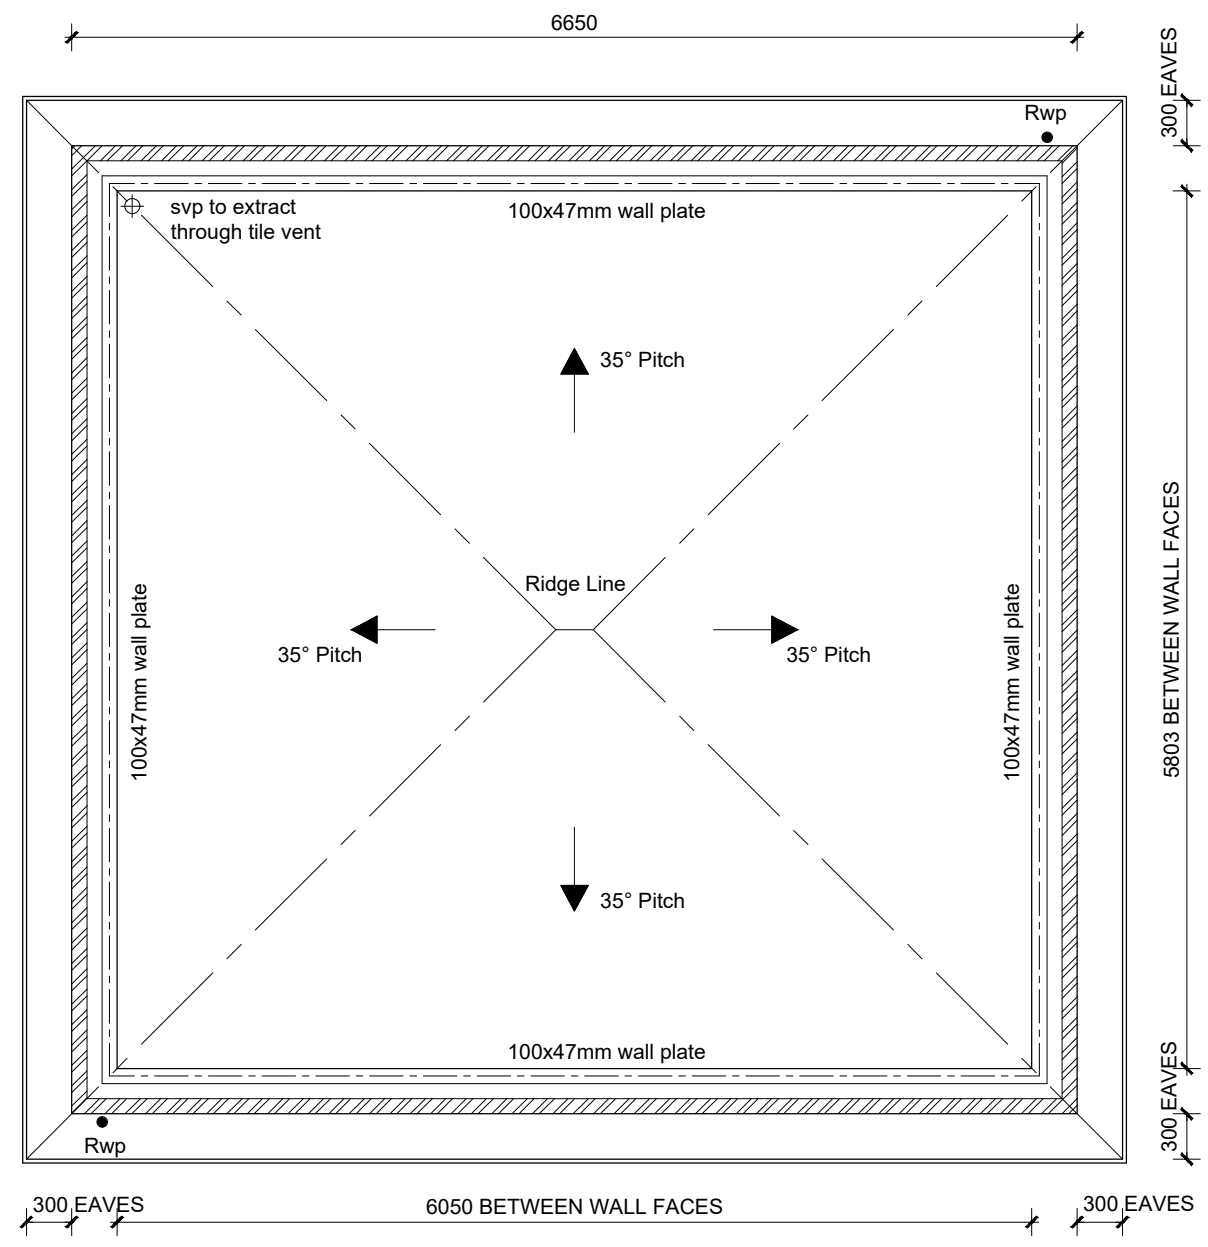 6650
300 EAVES
Rwp
svp to extract
through tile vent
100x47mm wall plate
35° Pitch
Ridge Line
35° Pitch
35° Pitch
100x47mm wall plate
100x47mm wall plate
5803 BETWEEN WALL FACES
35° Pitch
100x47mm wall plate
Rwp
300 EAVES
300 EAVES
6050 BETWEEN WALL FACES
300 EAVES